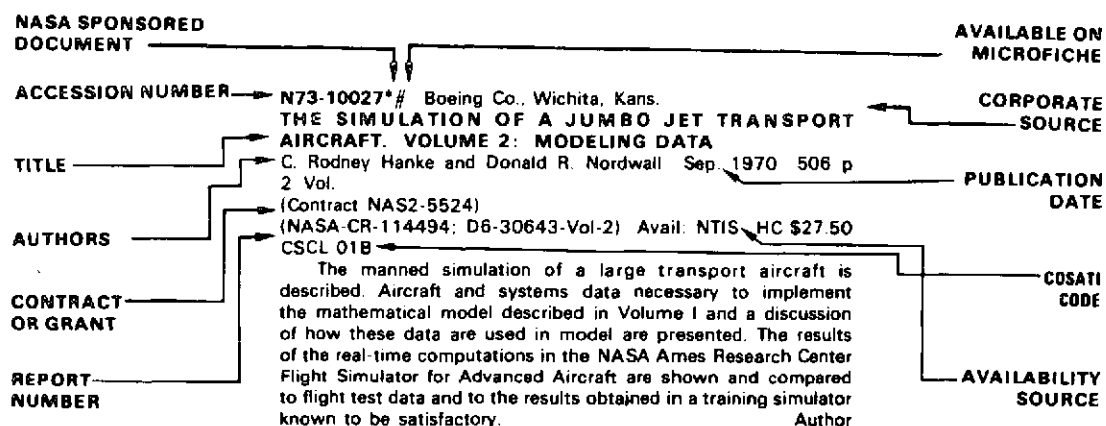 NASA SPONSORED
DOCUMENT
AVAILABLE ON
MICROFICHE
ACCESSION NUMBER
N73-10027*# Boeing Co., Wichita, Kans.
CORPORATE
SOURCE
THE SIMULATION OF A JUMBO JET TRANSPORT
AIRCRAFT. VOLUME 2: MODELING DATA
TITLE
C. Rodney Hanke and Donald R. Nordwall Sep. 1970 506 p
2 Vol.
PUBLICATION
DATE
(Contract NAS2-5524)
AUTHORS
(NASA-CR-114494; D6-30643-Vol-2) Avail: NTIS HC $27.50
CSCL 01B
COSATI
CODE
The manned simulation of a large transport aircraft is
described. Aircraft and systems data necessary to implement
the mathematical model described in Volume I and a discussion
of how these data are used in model are presented. The results
of the real-time computations in the NASA Ames Research Center
Flight Simulator for Advanced Aircraft are shown and compared
to flight test data and to the results obtained in a training simulator
known to be satisfactory. Author
CONTRACT
OR GRANT
REPORT
NUMBER
AVAILABILITY
SOURCE